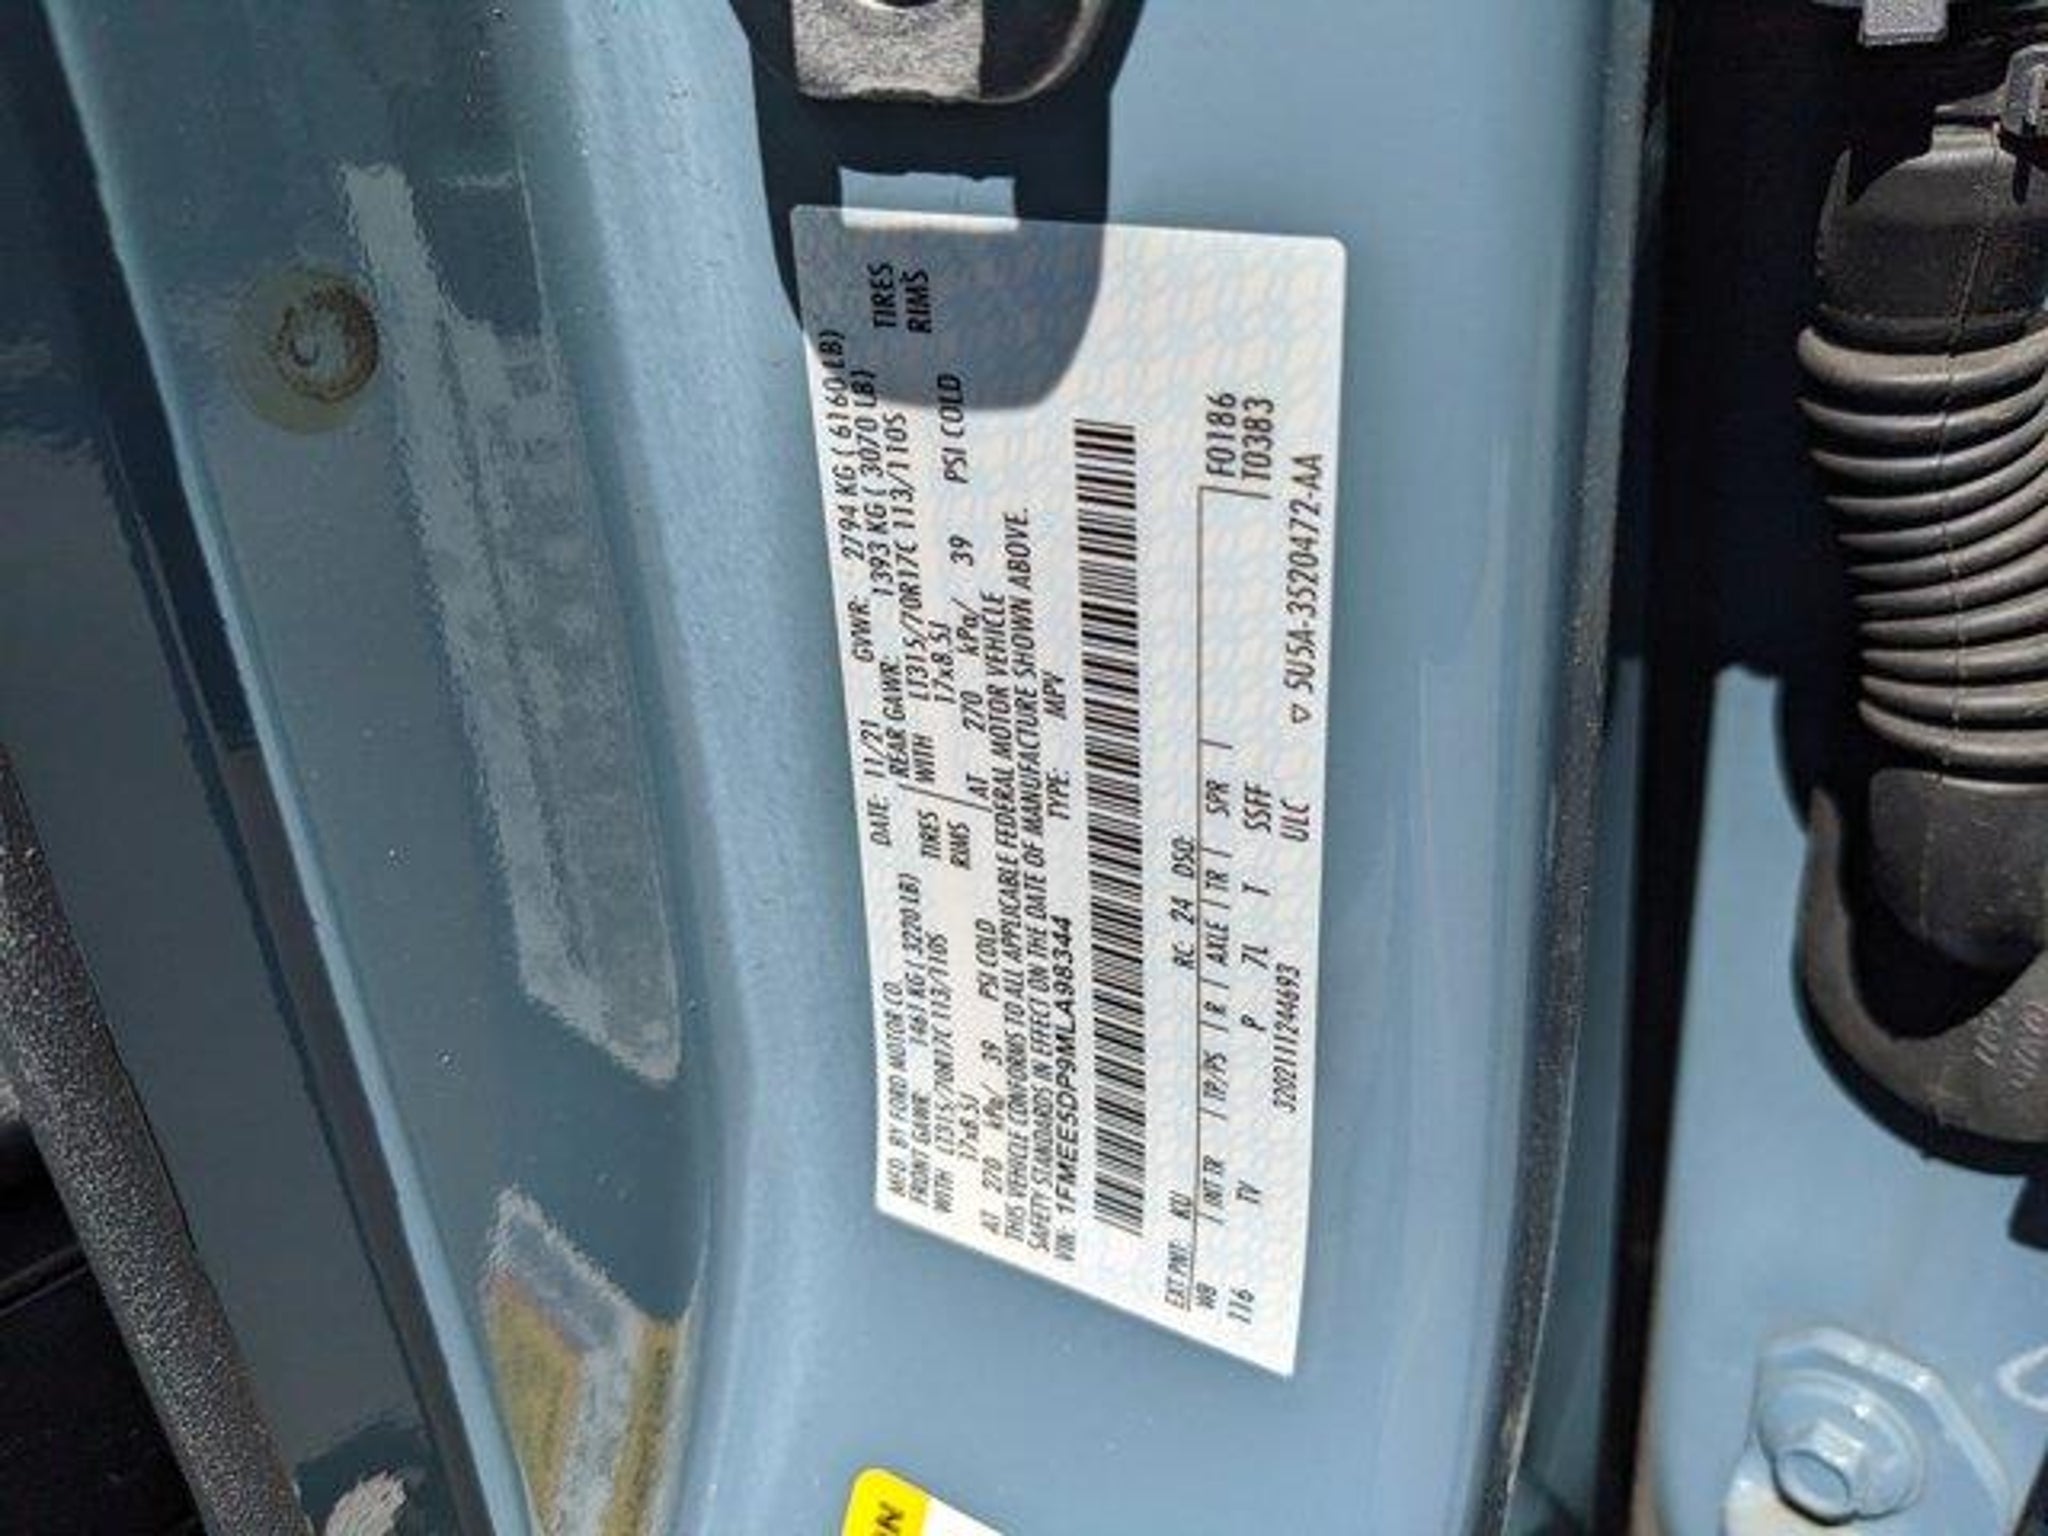 MFD. BY FORD MOTOR CO.
DATE: 11/21 GVWR: 2794 KG ( 6160 LB)
FRONT GAWR: 1461 KG ( 3220 LB) REAR GAWR: 1393 KG ( 3070 LB)
WITH LT315/70R17C 113/110S TIRES WITH LT315/70R17C 113/110S TIRES
17x8.5J RIMS 17x8.5J RIMS
AT 270 kPa/ 39 PSI COLD AT 270 kPa/ 39 PSI COLD
THIS VEHICLE CONFORMS TO ALL APPLICABLE FEDERAL MOTOR VEHICLE
SAFETY STANDARDS IN EFFECT ON THE DATE OF MANUFACTURE SHOWN ABOVE.
VIN: 1FMEE5DP9MLA98344 TYPE: MPV
EXT PNT: KU RC: 24 DSO:
WB INT TR TP/PS R AXLE TR SPR F0186
116 TV P 7L T SSFF T0383
3202111244693 ULC ▽ 5U5A-3520472-AA